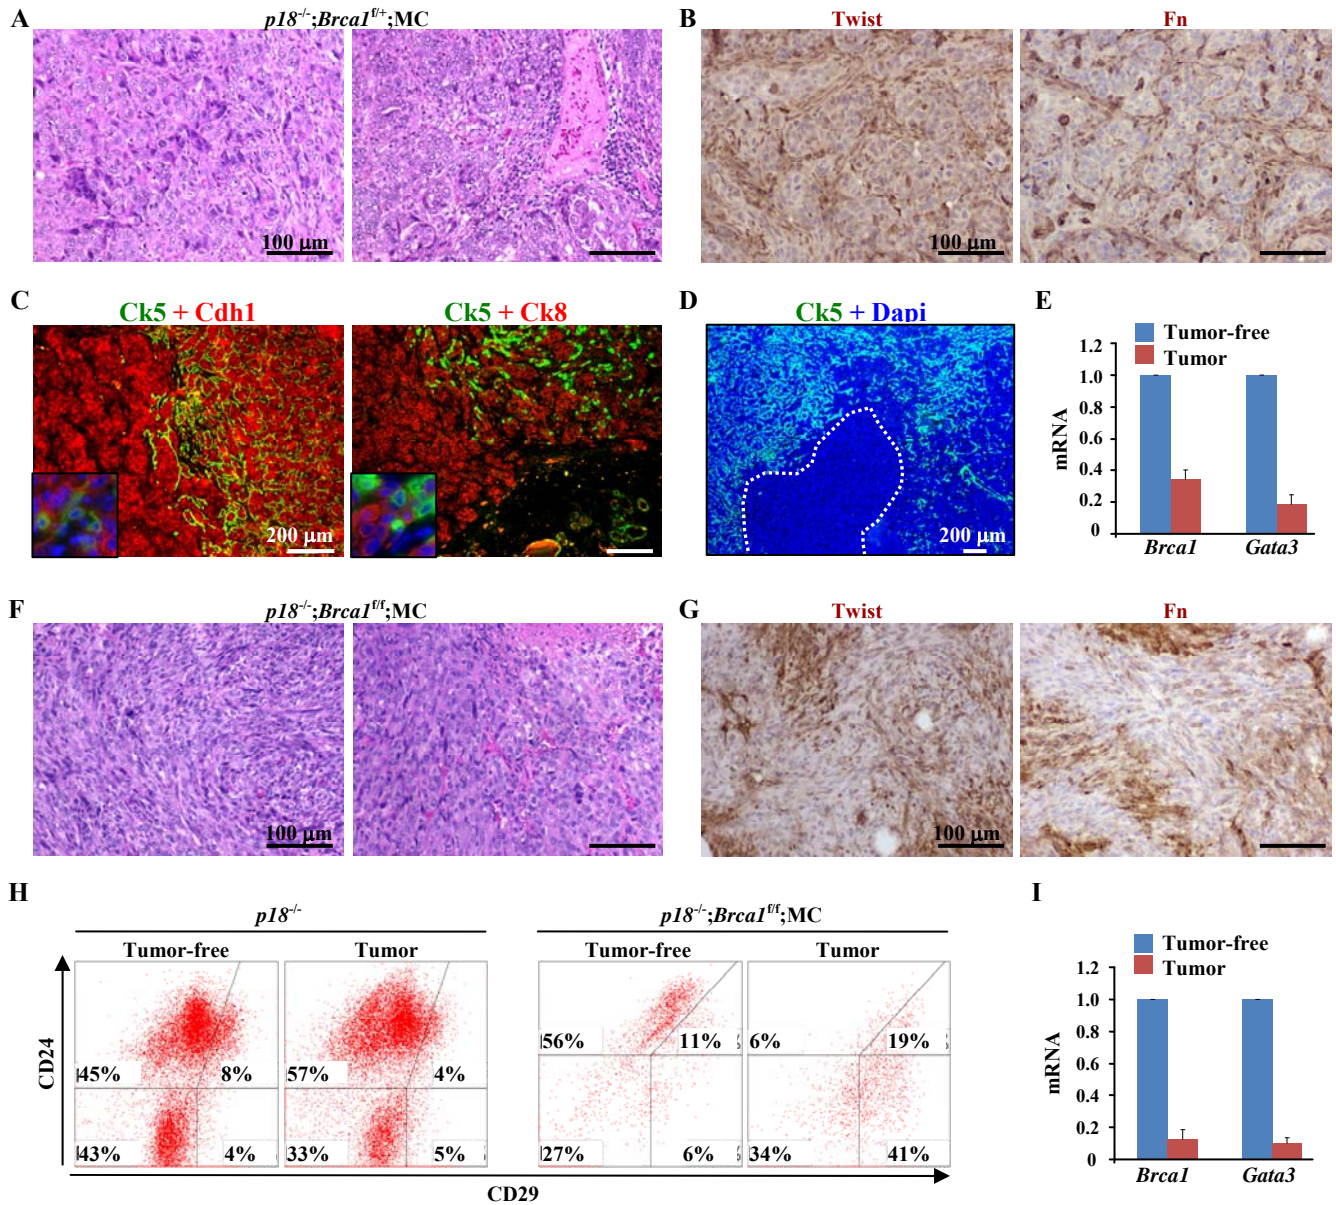 A
p18-/-;Brca1f/+;MC
100 μm
B
Twist
Fn
100 μm
C
Ck5 + Cdh1
Ck5 + Ck8
200 μm
D
Ck5 + Dapi
200 μm
E
Tumor-free
Tumor
1.2
1.0
0.8
0.6
0.4
0.2
0
mRNA
Brca1
Gata3
F
p18-/-;Brca1f/f;MC
100 μm
G
Twist
Fn
100 μm
H
p18-/-
p18-/-;Brca1f/f;MC
Tumor-free
Tumor
Tumor-free
Tumor
CD24
45%
8%
57%
4%
56%
11%
6%
19%
43%
4%
33%
5%
27%
6%
34%
41%
CD29
I
Tumor-free
Tumor
1.2
1.0
0.8
0.6
0.4
0.2
0
mRNA
Brca1
Gata3